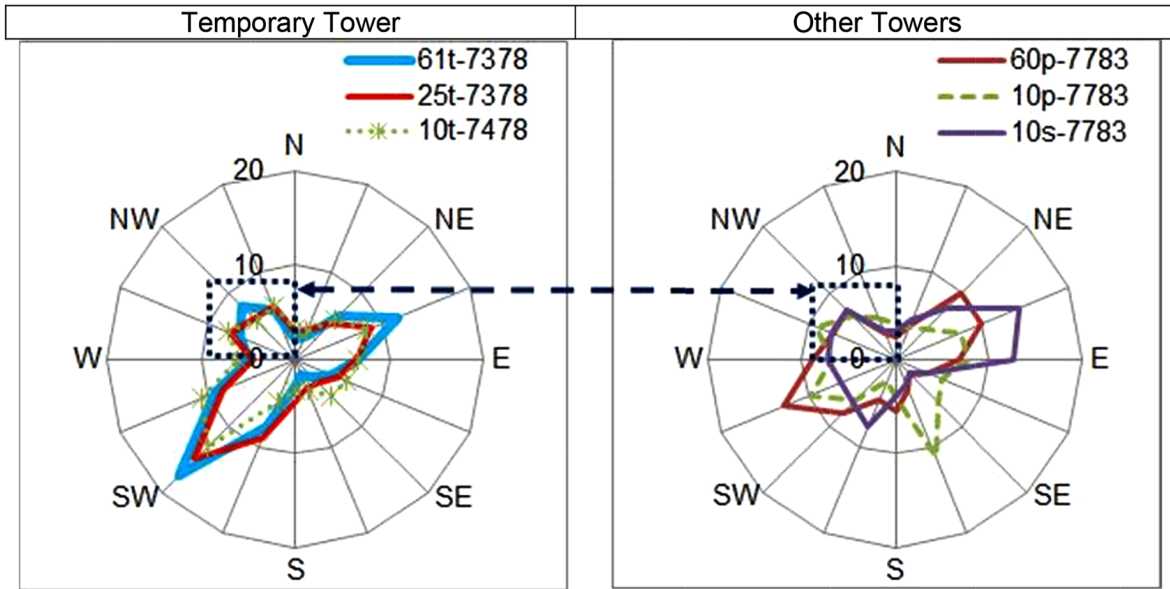 Temporary Tower
61t-7378
25t-7378
10t-7478
N
20
NW
NE
10
W
0
E
SW
SE
S
Other Towers
60p-7783
10p-7783
10s-7783
N
20
NW
NE
10
W
0
E
SW
SE
S